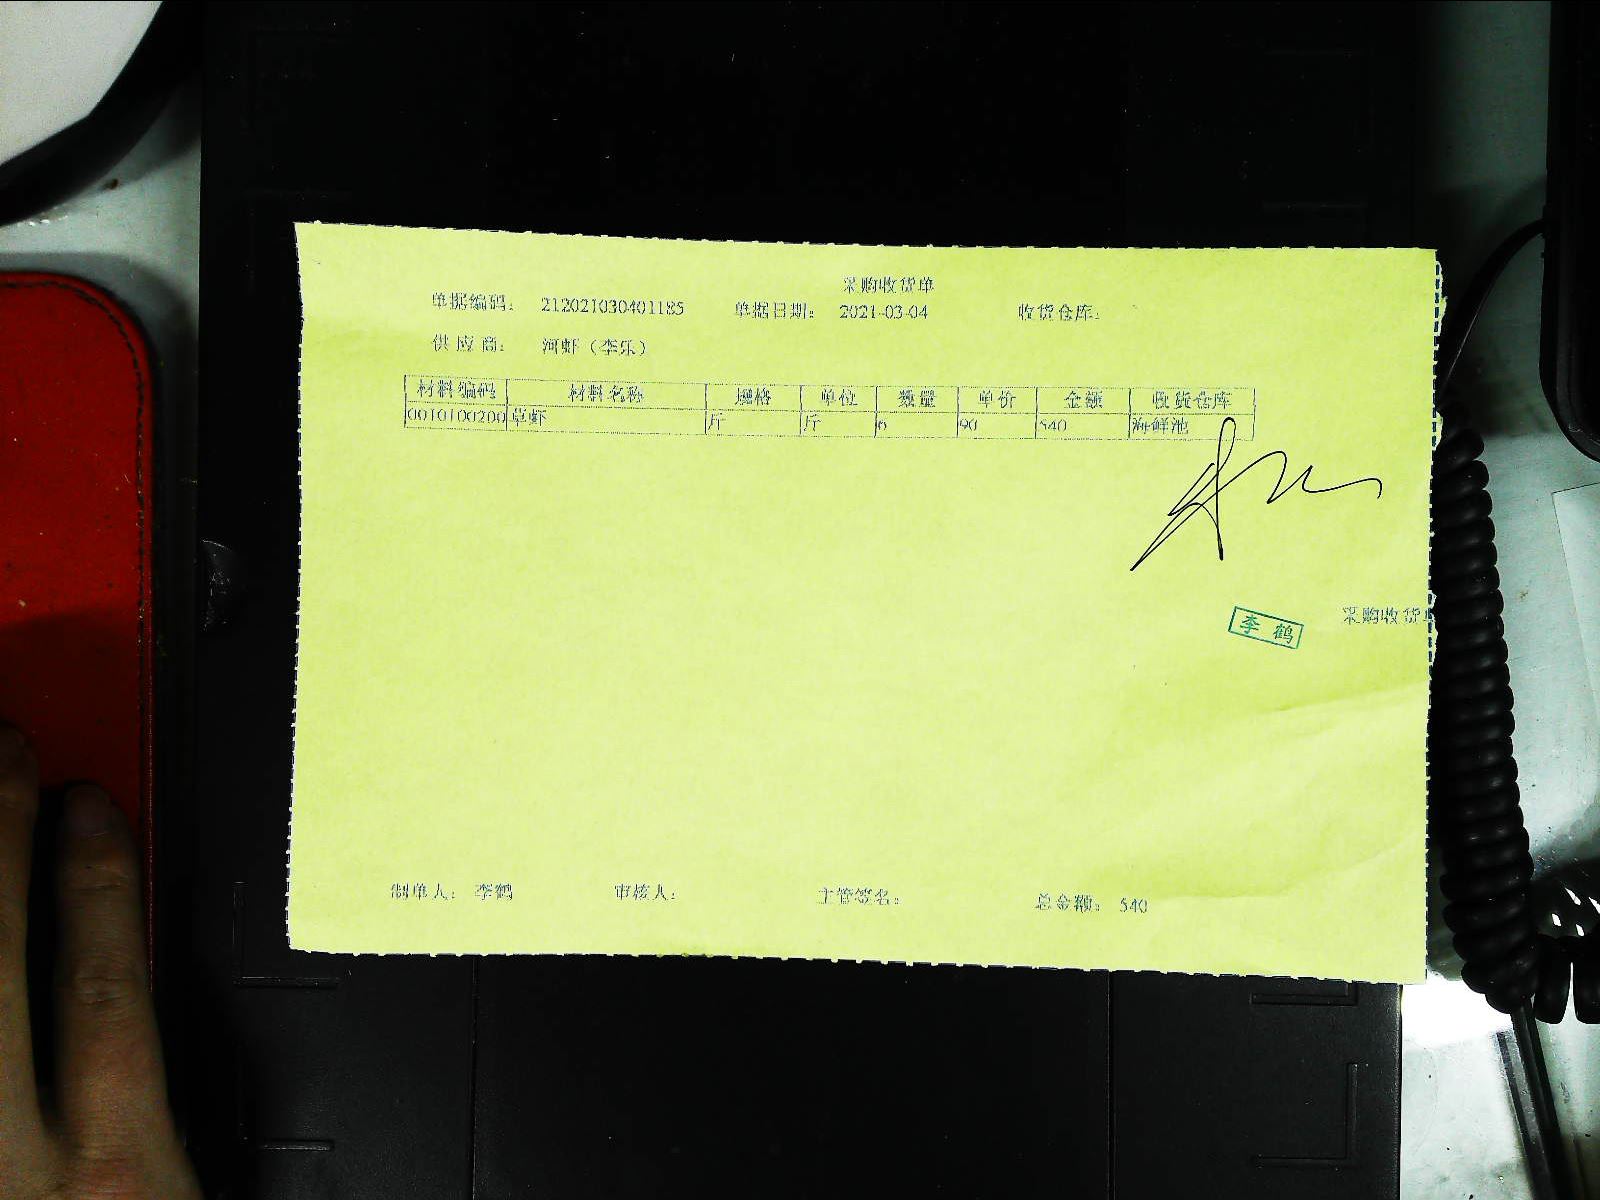 采购收货单
单据编码： 212021030401185 单据日期： 2021-03-04 收货仓库：
供 应 商： 河虾（李乐）
材料编码 材料名称 规格 单位 数量 单价 金额 收货仓库
0010100200 草虾 斤 斤 6 90 540 海鲜池
李鹤
采购收货单
制单人： 李鹤 审核人： 主管签名： 总金额： 540